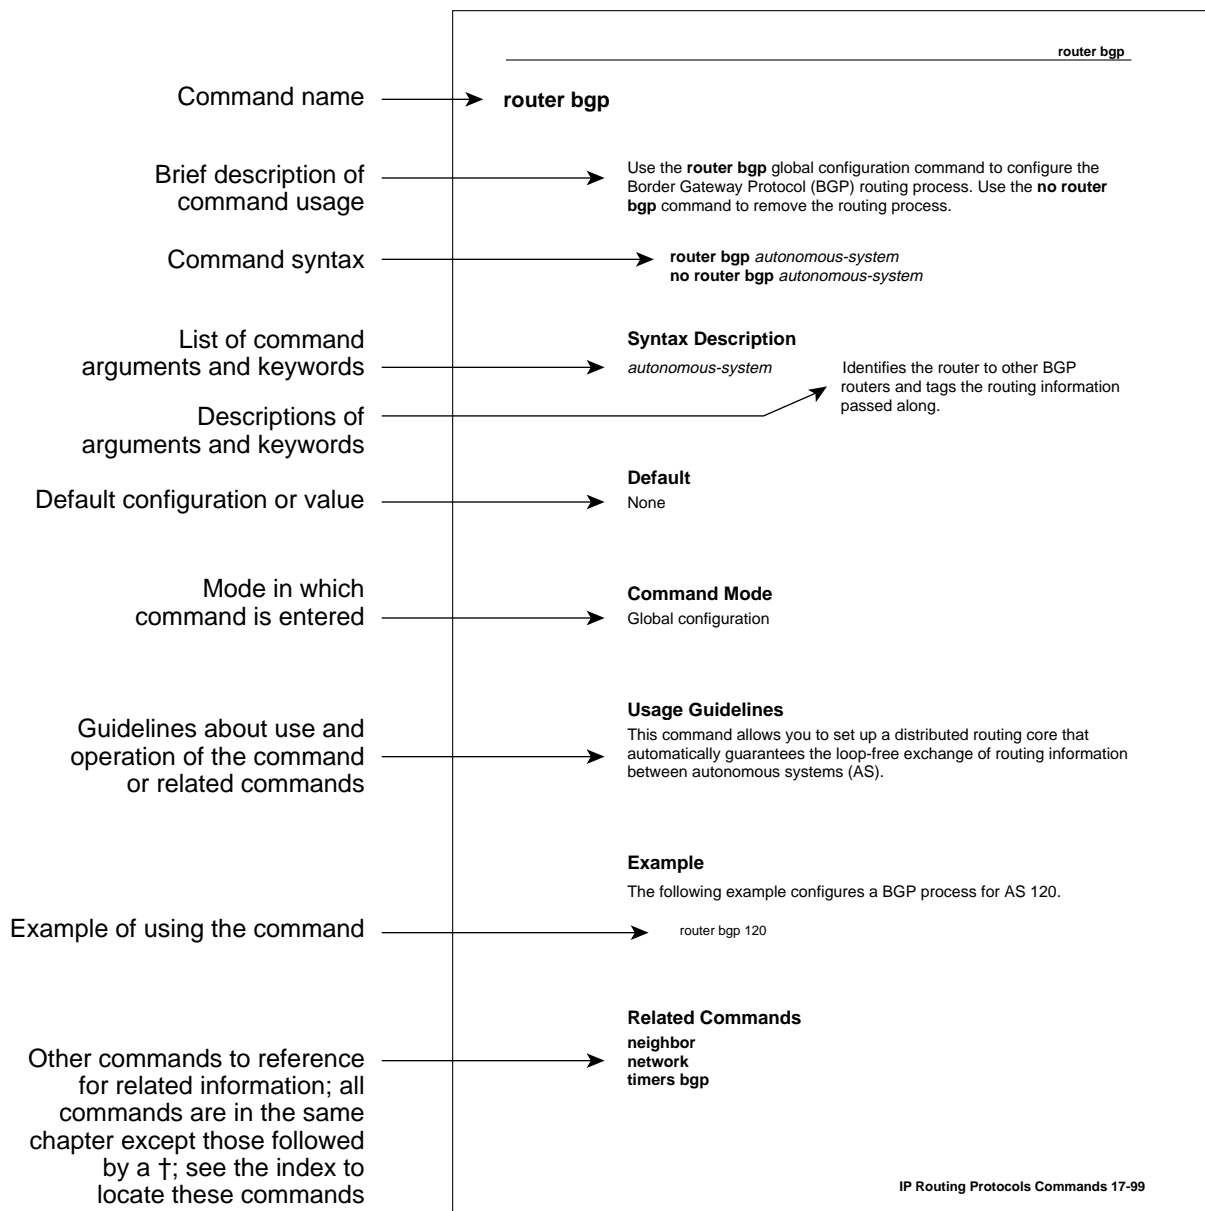 router bgp
Command name
router bgp
Brief description of
command usage
Use the router bgp global configuration command to configure the
Border Gateway Protocol (BGP) routing process. Use the no router
bgp command to remove the routing process.
Command syntax
router bgp autonomous-system
no router bgp autonomous-system
List of command
arguments and keywords
Syntax Description
autonomous-system
Identifies the router to other BGP
routers and tags the routing information
passed along.
Descriptions of
arguments and keywords
Default configuration or value
Default
None
Mode in which
command is entered
Command Mode
Global configuration
Guidelines about use and
operation of the command
or related commands
Usage Guidelines
This command allows you to set up a distributed routing core that
automatically guarantees the loop-free exchange of routing information
between autonomous systems (AS).
Example
The following example configures a BGP process for AS 120.
Example of using the command
router bgp 120
Related Commands
neighbor
network
timers bgp
Other commands to reference
for related information; all
commands are in the same
chapter except those followed
by a †; see the index to
locate these commands
IP Routing Protocols Commands 17-99